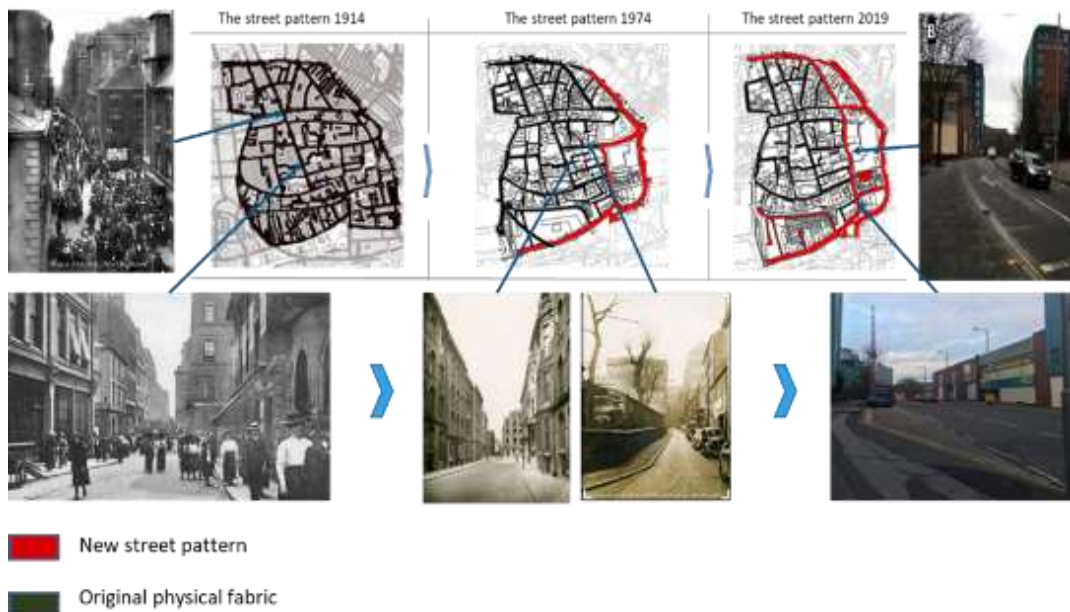 The street pattern 1914
The street pattern 1974
The street pattern 2019
B
New street pattern
Original physical fabric